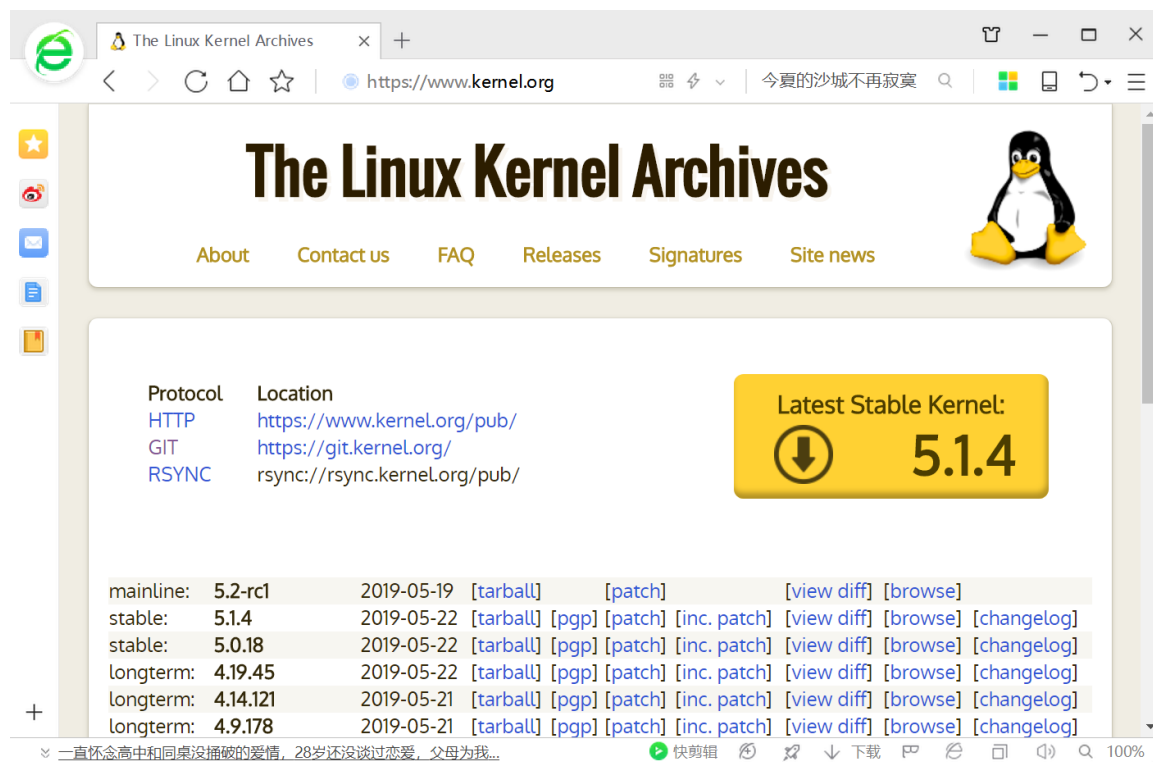 The Linux Kernel Archives
https://www.kernel.org
今夏的沙城不再寂寞
The Linux Kernel Archives
About Contact us FAQ Releases Signatures Site news
Protocol Location
HTTP https://www.kernel.org/pub/
GIT https://git.kernel.org/
RSYNC rsync://rsync.kernel.org/pub/
Latest Stable Kernel:
5.1.4
mainline: 5.2-rc1 2019-05-19 [tarball] [patch] [view diff] [browse]
stable: 5.1.4 2019-05-22 [tarball] [pgp] [patch] [inc. patch] [view diff] [browse] [changelog]
stable: 5.0.18 2019-05-22 [tarball] [pgp] [patch] [inc. patch] [view diff] [browse] [changelog]
longterm: 4.19.45 2019-05-22 [tarball] [pgp] [patch] [inc. patch] [view diff] [browse] [changelog]
longterm: 4.14.121 2019-05-21 [tarball] [pgp] [patch] [inc. patch] [view diff] [browse] [changelog]
longterm: 4.9.178 2019-05-21 [tarball] [pgp] [patch] [inc. patch] [view diff] [browse] [changelog]
一直怀念高中和同桌没捅破的爱情，28岁还没谈过恋爱，父母为我... 快剪辑 下载 100%